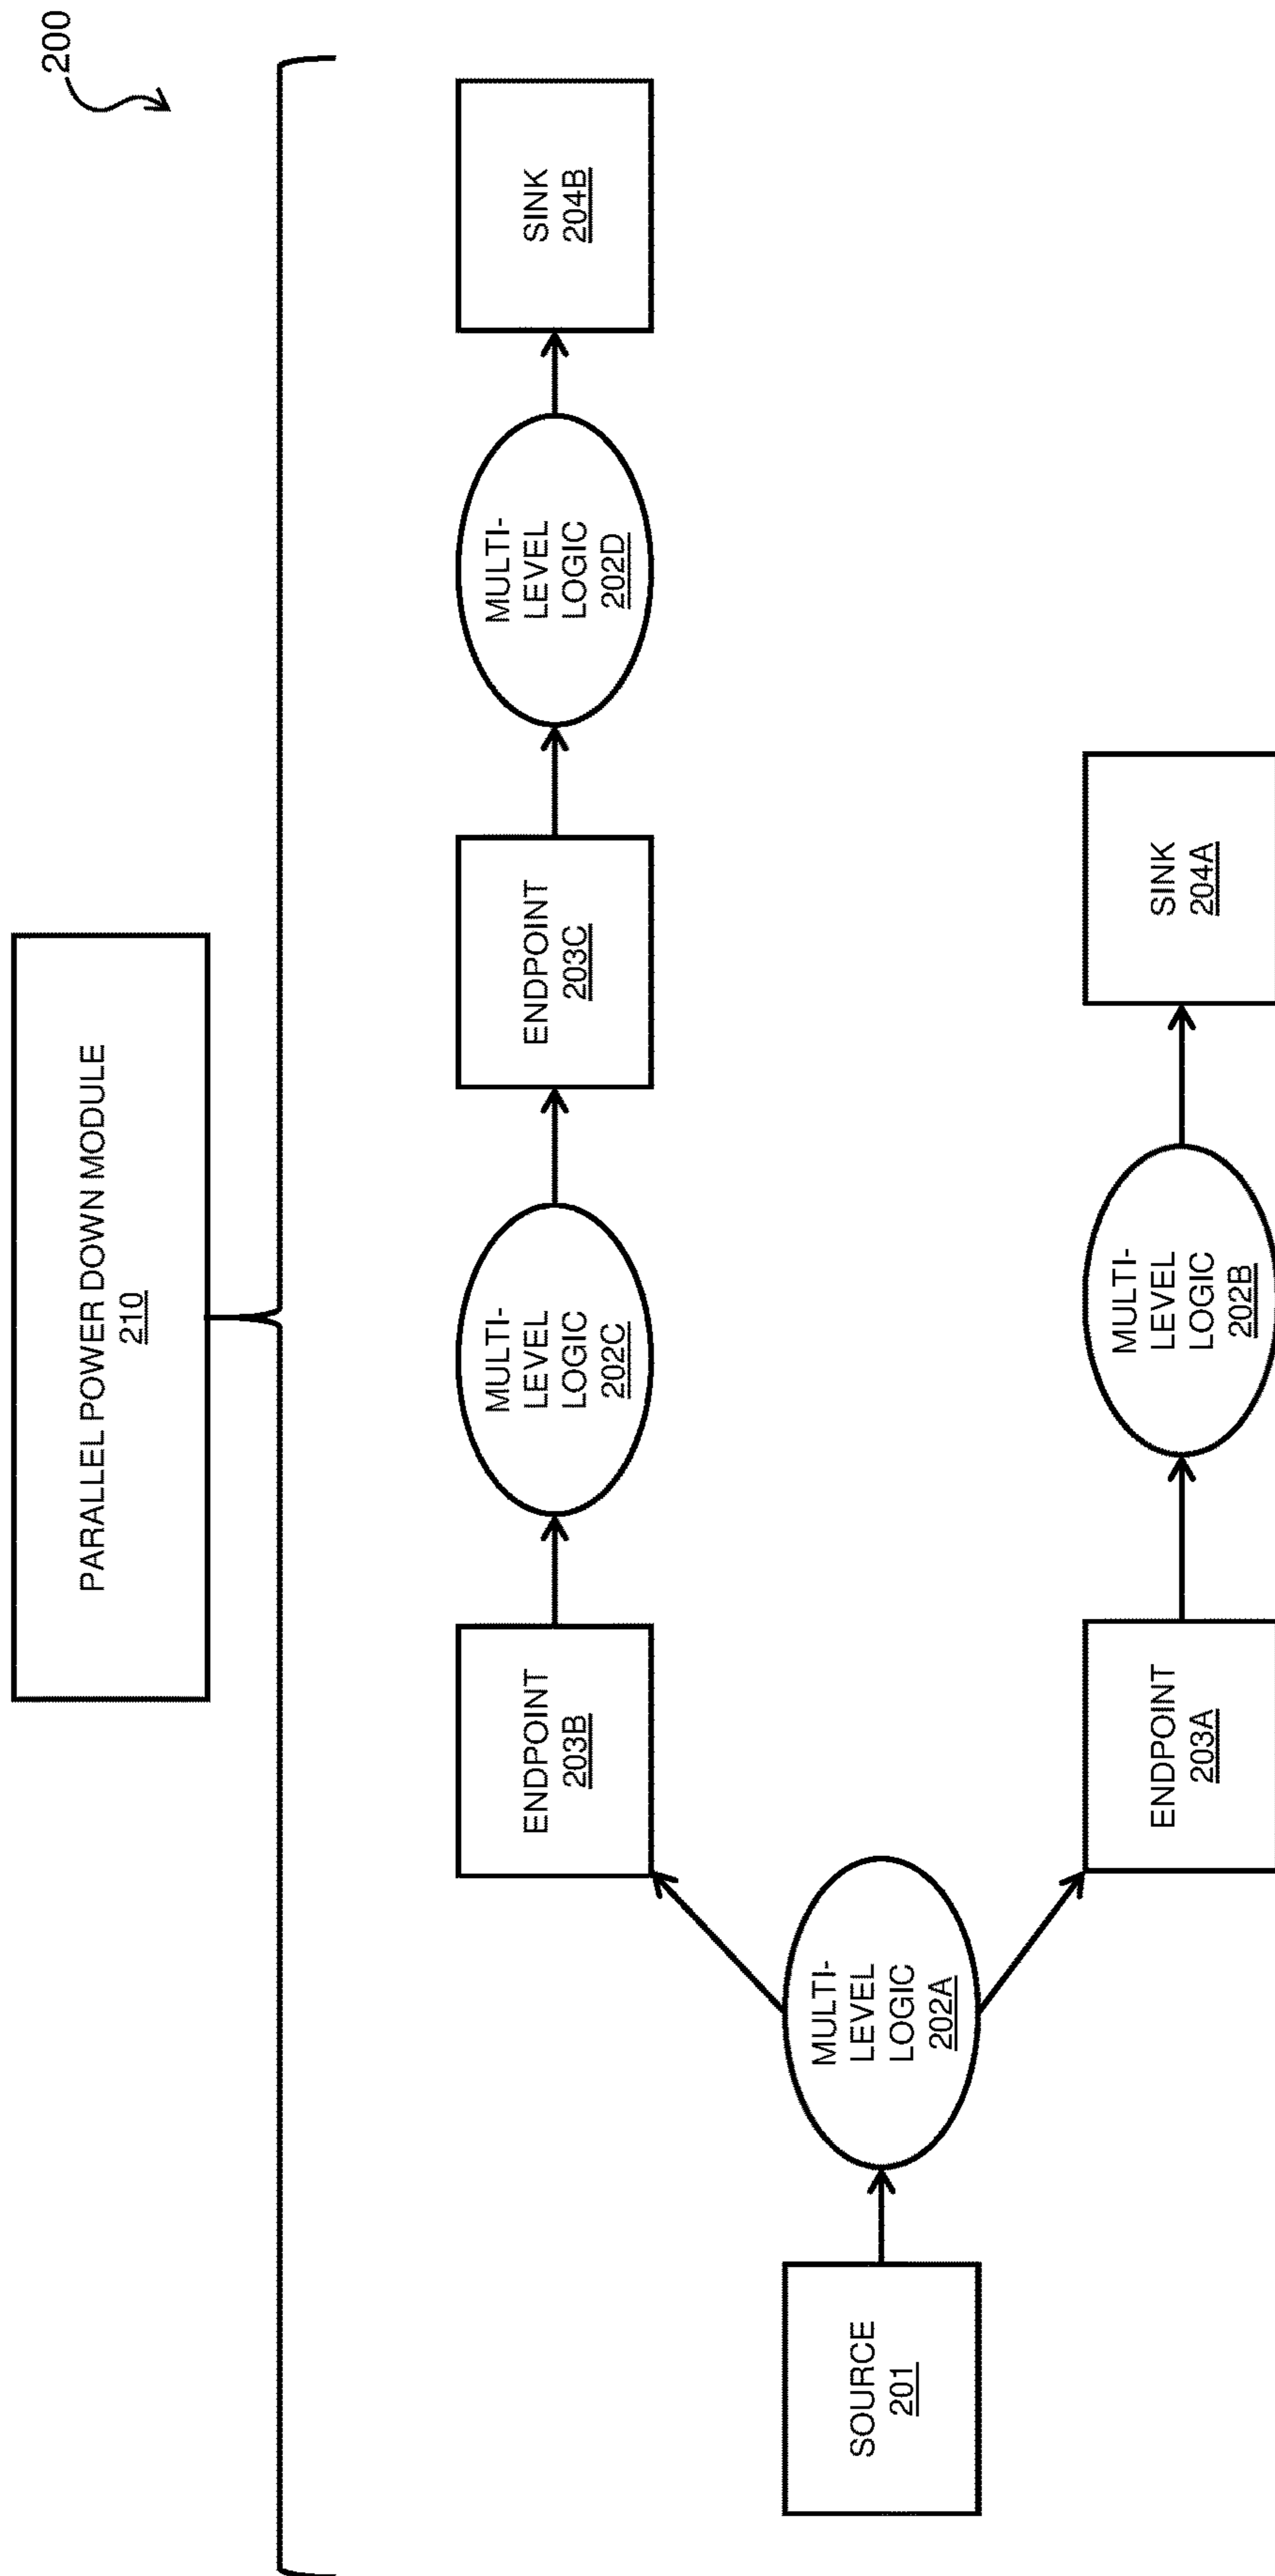 200
PARALLEL POWER DOWN MODULE
210
SOURCE
201
MULTI-
LEVEL
LOGIC
202A
ENDPOINT
203B
MULTI-
LEVEL
LOGIC
202C
ENDPOINT
203C
MULTI-
LEVEL
LOGIC
202D
SINK
204B
ENDPOINT
203A
MULTI-
LEVEL
LOGIC
202B
SINK
204A